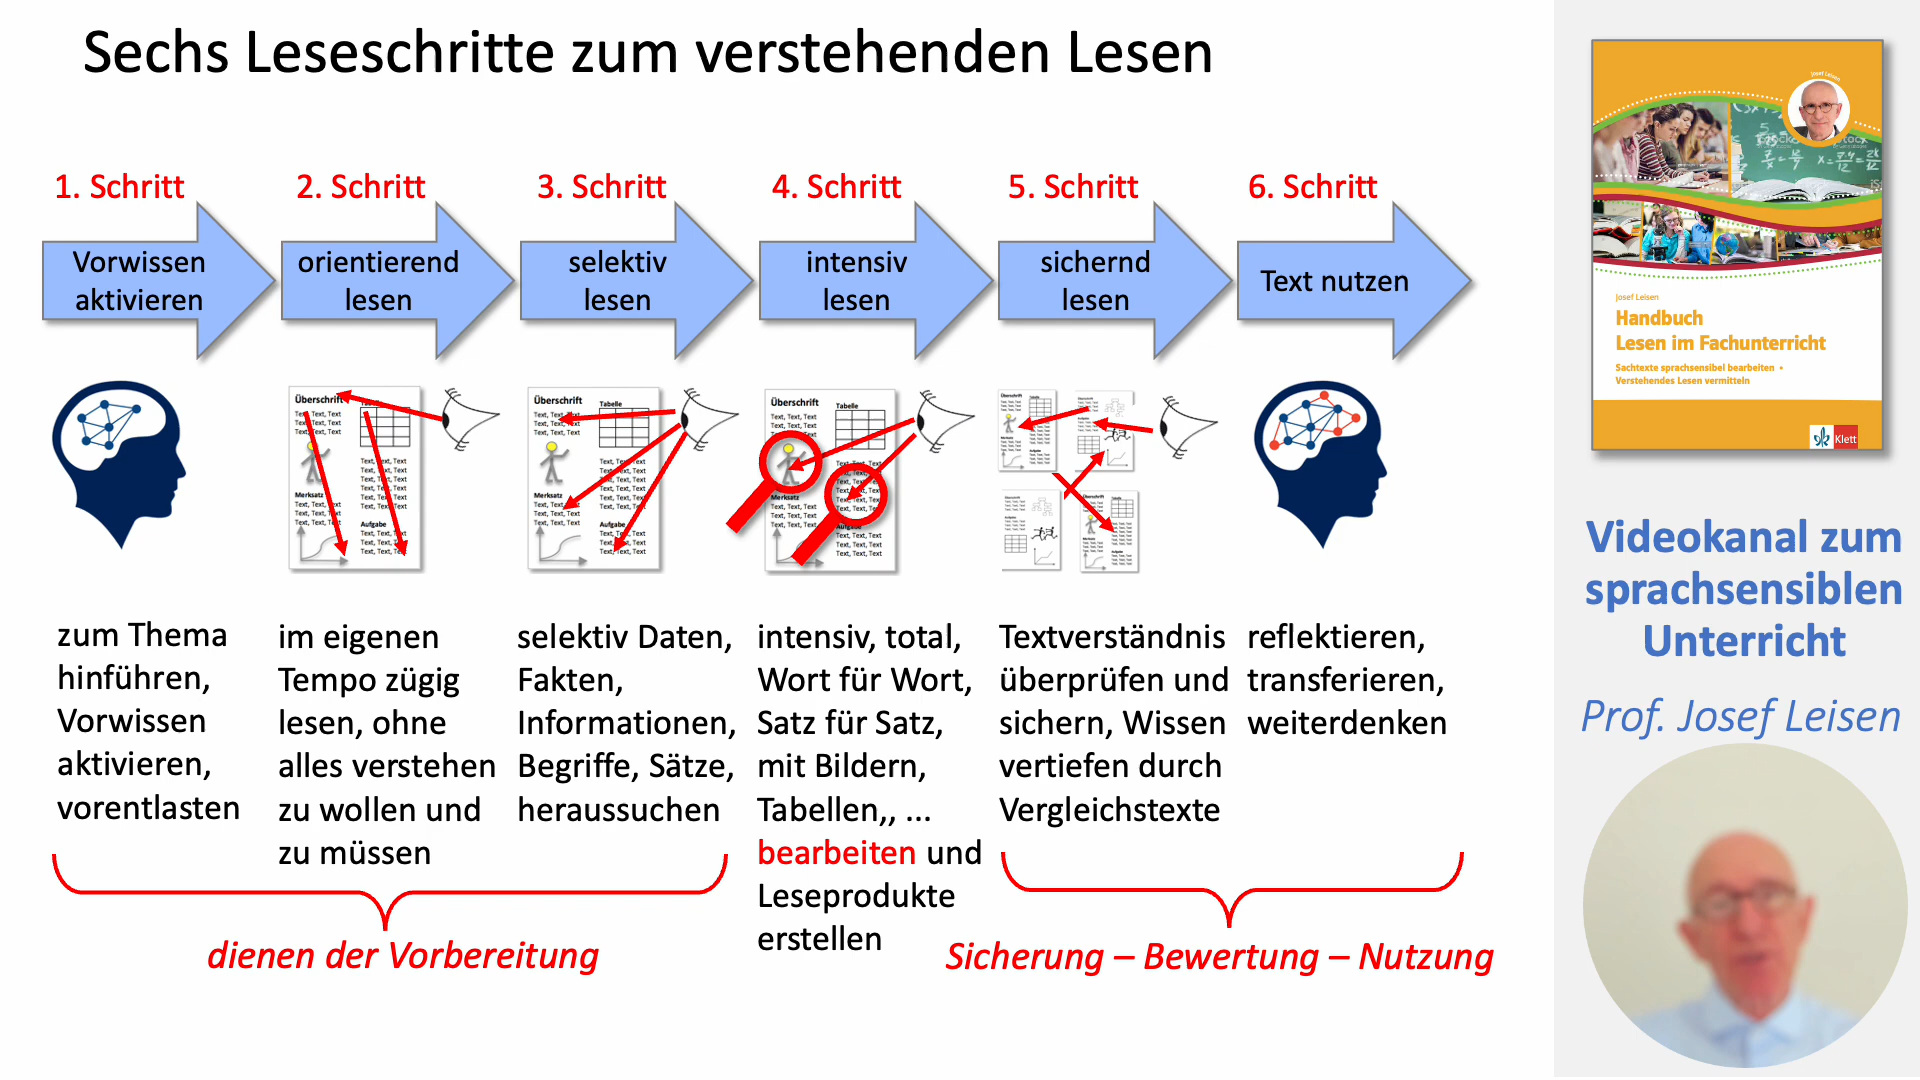 Sechs Leseschritte zum verstehenden Lesen
1. Schritt
2. Schritt
3. Schritt
4. Schritt
5. Schritt
6. Schritt
Vorwissen
aktivieren
orientierend
lesen
selektiv
lesen
intensiv
lesen
sichernd
lesen
Text nutzen
zum Thema
hinführen,
Vorwissen
aktivieren,
vorentlasten
im eigenen
Tempo zügig
lesen, ohne
alles verstehen
zu wollen und
zu müssen
selektiv Daten,
Fakten,
Informationen,
Begriffe, Sätze,
heraussuchen
intensiv, total,
Wort für Wort,
Satz für Satz,
mit Bildern,
Tabellen,, ...
bearbeiten und
Leseprodukte
erstellen
Textverständnis
überprüfen und
sichern, Wissen
vertiefen durch
Vergleichstexte
reflektieren,
transferieren,
weiterdenken
dienen der Vorbereitung
Sicherung – Bewertung – Nutzung
Josef Leisen
Josef Leisen
Handbuch
Lesen im Fachunterricht
Sachtexte sprachsensibel bearbeiten •
Verstehendes Lesen vermitteln
Klett
Videokanal zum
sprachsensiblen
Unterricht
Prof. Josef Leisen